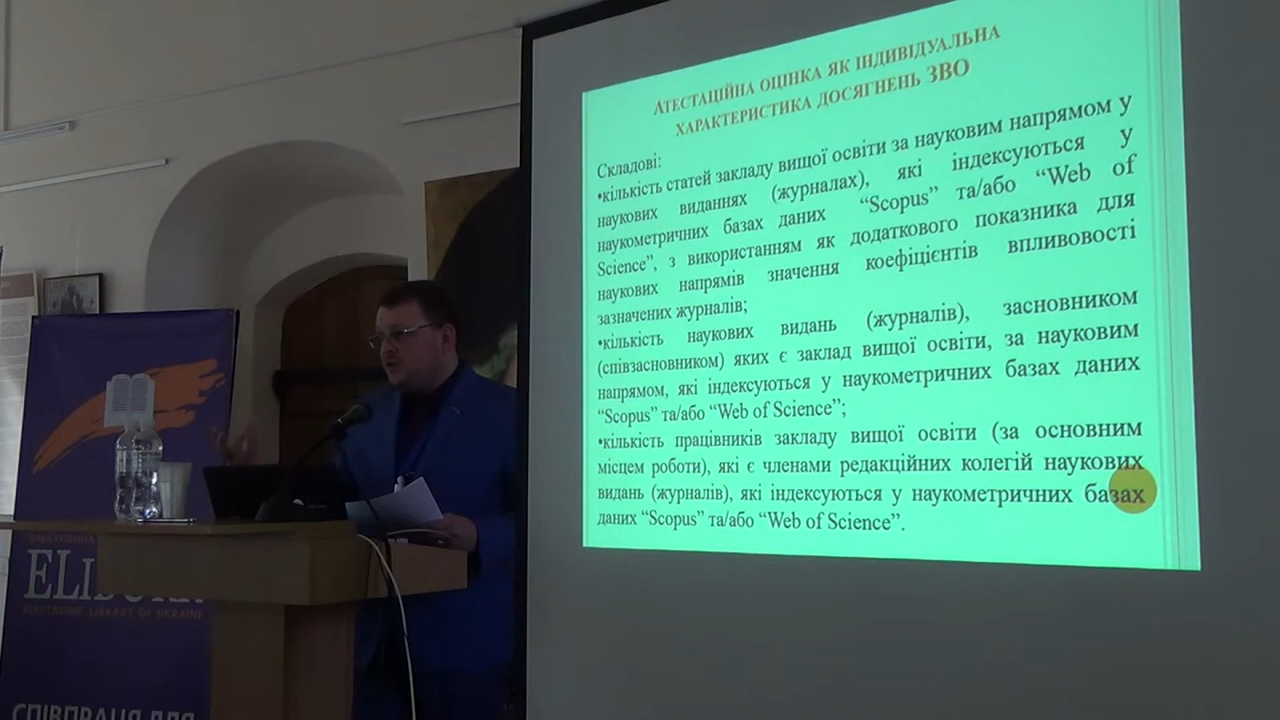 АТЕСТАЦІЙНА ОЦІНКА ЯК ІНДИВІДУАЛЬНА
ХАРАКТЕРИСТИКА ДОСЯГНЕНЬ ЗВО
Складові:
•кількість статей закладу вищої освіти за науковим напрямом у
наукових виданнях (журналах), які індексуються у
наукометричних базах даних “Scopus” та/або “Web of
Science”, з використанням як додаткового показника для
наукових напрямів значення коефіцієнтів впливовості
зазначених журналів;
•кількість наукових видань (журналів), засновником
(співзасновником) яких є заклад вищої освіти, за науковим
напрямом, які індексуються у наукометричних базах даних
“Scopus” та/або “Web of Science”;
•кількість працівників закладу вищої освіти (за основним
місцем роботи), які є членами редакційних колегій наукових
видань (журналів), які індексуються у наукометричних базах
даних “Scopus” та/або “Web of Science”.
ELECTRONIC LIBRARY OF UKRAINE
СПІВПРАЦЯ ДЛЯ